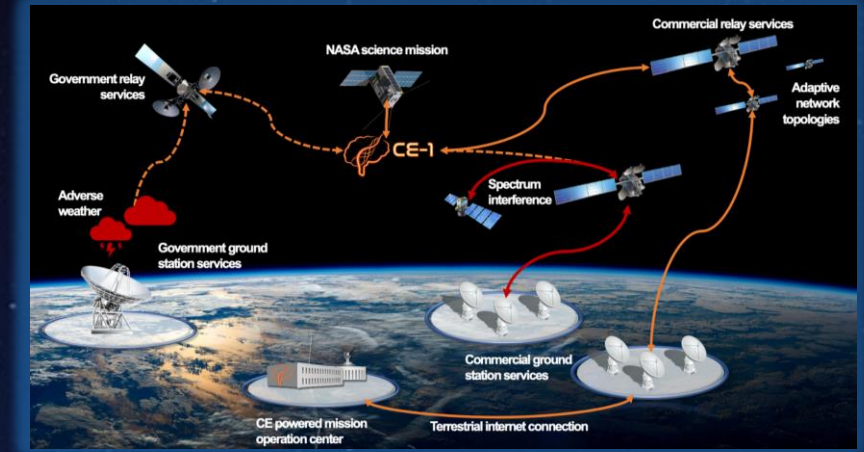 Commercial relay services
NASA science mission
Government relay
services
Adaptive
network
topologies
CE-1
Spectrum
interference
Adverse
weather
Government ground
station services
Commercial ground
station services
CE powered mission
operation center
Terrestrial internet connection